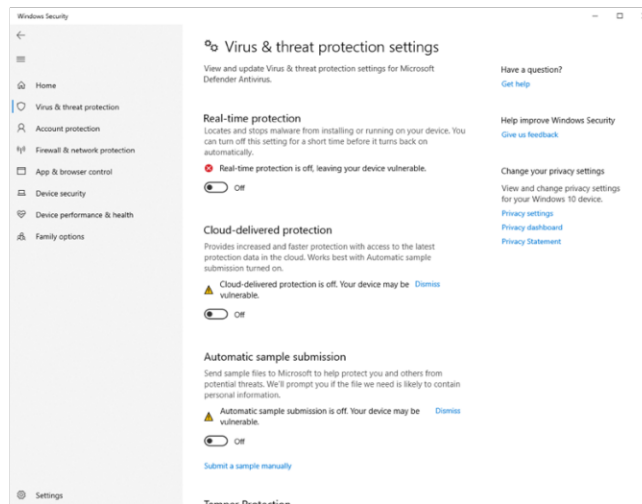 Windows Security
Virus & threat protection settings
View and update Virus & threat protection settings for Microsoft
Defender Antivirus.
Home
Virus & threat protection
Account protection
Firewall & network protection
App & browser control
Device security
Device performance & health
Family options
Settings
Real-time protection
Locates and stops malware from installing or running on your device. You
can turn off this setting for a short time before it turns back on
automatically.
Real-time protection is off, leaving your device vulnerable.
Off
Cloud-delivered protection
Provides increased and faster protection with access to the latest
protection data in the cloud. Works best with Automatic sample
submission turned on.
Cloud-delivered protection is off. Your device may be Dismiss
vulnerable.
Off
Automatic sample submission
Send sample files to Microsoft to help protect you and others from
potential threats. We'll prompt you if the file we need is likely to contain
personal information.
Automatic sample submission is off. Your device may be Dismiss
vulnerable.
Off
Submit a sample manually
Tamper Protection
Have a question?
Get help
Help improve Windows Security
Give us feedback
Change your privacy settings
View and change privacy settings
for your Windows 10 device.
Privacy settings
Privacy dashboard
Privacy Statement